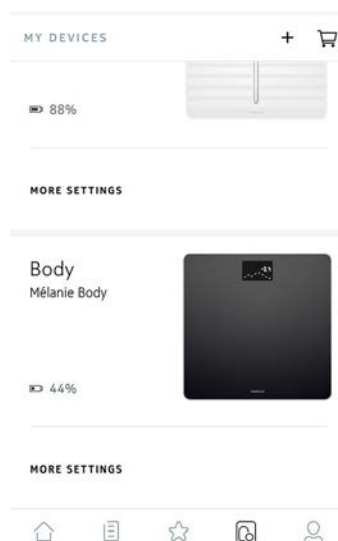 MY DEVICES
88%
MORE SETTINGS
Body
Mélanie Body
44%
MORE SETTINGS